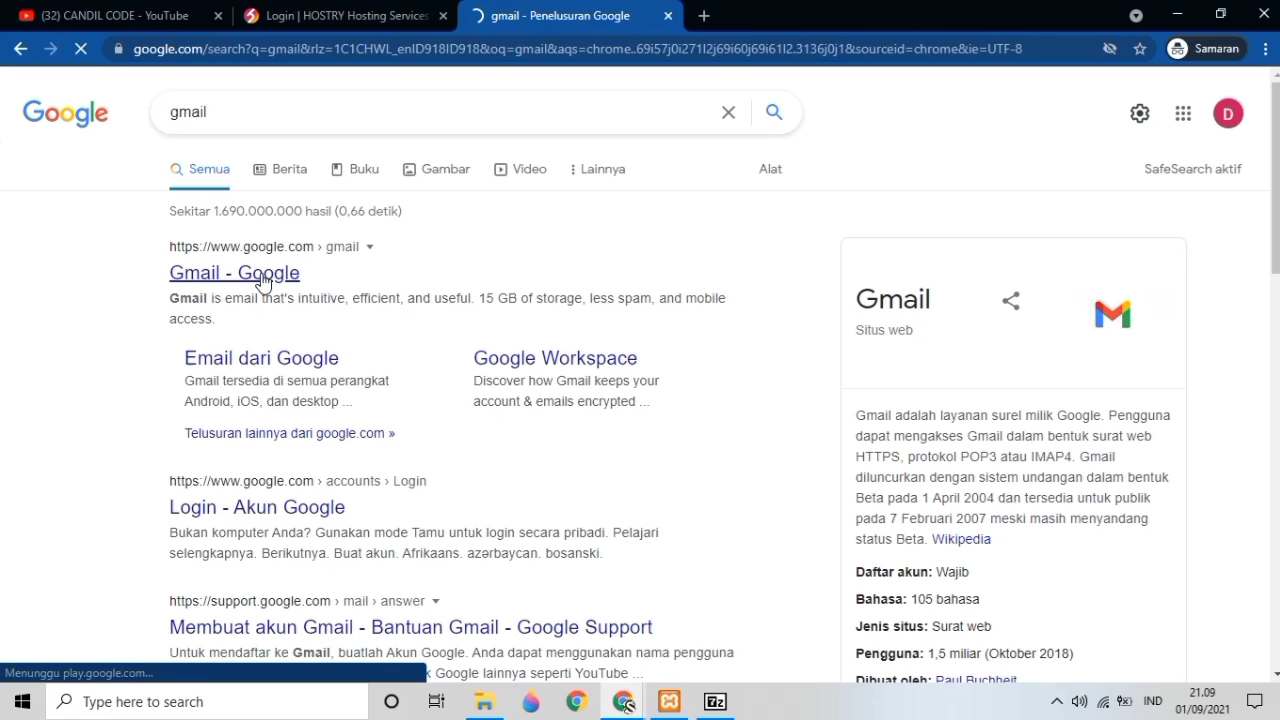 (32) CANDIL CODE - YouTube
Login | HOSTRY Hosting Services
gmail - Penelusuran Google
google.com/search?q=gmail&rlz=1C1CHWL_enID918ID918&oq=gmail&aqs=chrome..69i57j0i271l2j69i60j69i61l2.3136j0j1&sourceid=chrome&ie=UTF-8
Samaran
Google
gmail
D
Semua
Berita
Buku
Gambar
Video
Lainnya
Alat
SafeSearch aktif
Sekitar 1.690.000.000 hasil (0,66 detik)
https://www.google.com › gmail
Gmail - Google
Gmail is email that's intuitive, efficient, and useful. 15 GB of storage, less spam, and mobile
access.
Email dari Google
Gmail tersedia di semua perangkat
Android, iOS, dan desktop ...
Google Workspace
Discover how Gmail keeps your
account & emails encrypted ...
Telusuran lainnya dari google.com »
https://www.google.com › accounts › Login
Login - Akun Google
Bukan komputer Anda? Gunakan mode Tamu untuk login secara pribadi. Pelajari
selengkapnya. Berikutnya. Buat akun. Afrikaans. azərbaycan. bosanski.
https://support.google.com › mail › answer
Membuat akun Gmail - Bantuan Gmail - Google Support
Untuk mendaftar ke Gmail, buatlah Akun Google. Anda dapat menggunakan nama pengguna
k Google lainnya seperti YouTube ...
Gmail
Situs web
Gmail adalah layanan surel milik Google. Pengguna
dapat mengakses Gmail dalam bentuk surat web
HTTPS, protokol POP3 atau IMAP4. Gmail
diluncurkan dengan sistem undangan dalam bentuk
Beta pada 1 April 2004 dan tersedia untuk publik
pada 7 Februari 2007 meski masih menyandang
status Beta. Wikipedia
Daftar akun: Wajib
Bahasa: 105 bahasa
Jenis situs: Surat web
Pengguna: 1,5 miliar (Oktober 2018)
Dibuat oleh: Paul Buchheit
Menunggu play.google.com...
Type here to search
7z
IND
21.09
01/09/2021